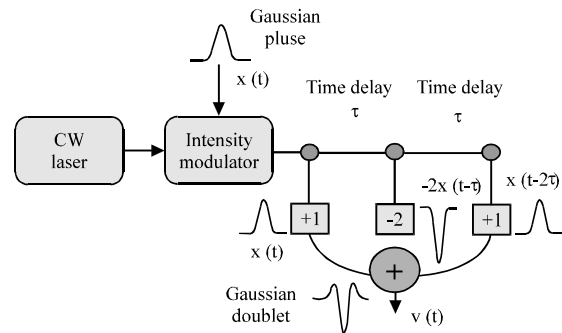 Gaussian
pluse
x (t)
Time delay
τ
Time delay
τ
CW
laser
Intensity
modulator
-2x (t-τ)
x (t-2τ)
+1
-2
+1
x (t)
+
Gaussian
doublet
v (t)